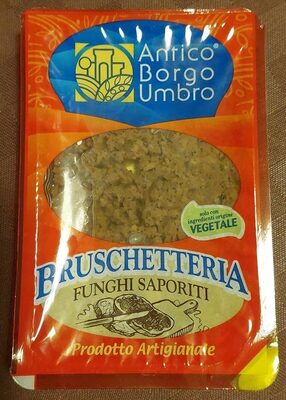 Antico®
Borgo
Umbro
solo con
ingredienti origine
VEGETALE
BRUSCHETTERIA
FUNGHI SAPORITI
Prodotto Artigianale